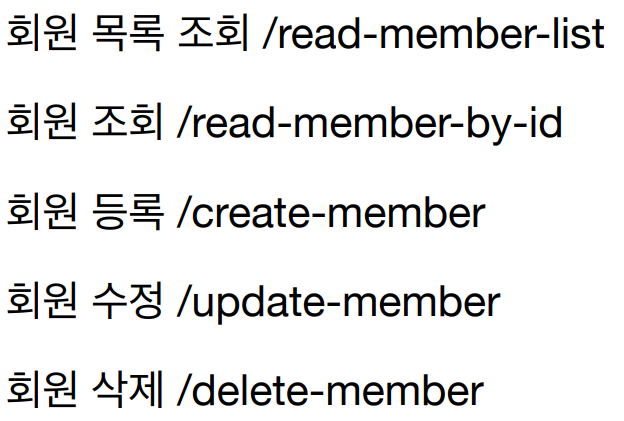 회원 목록 조회 /read-member-list
회원 조회 /read-member-by-id
회원 등록 /create-member
회원 수정 /update-member
회원 삭제 /delete-member